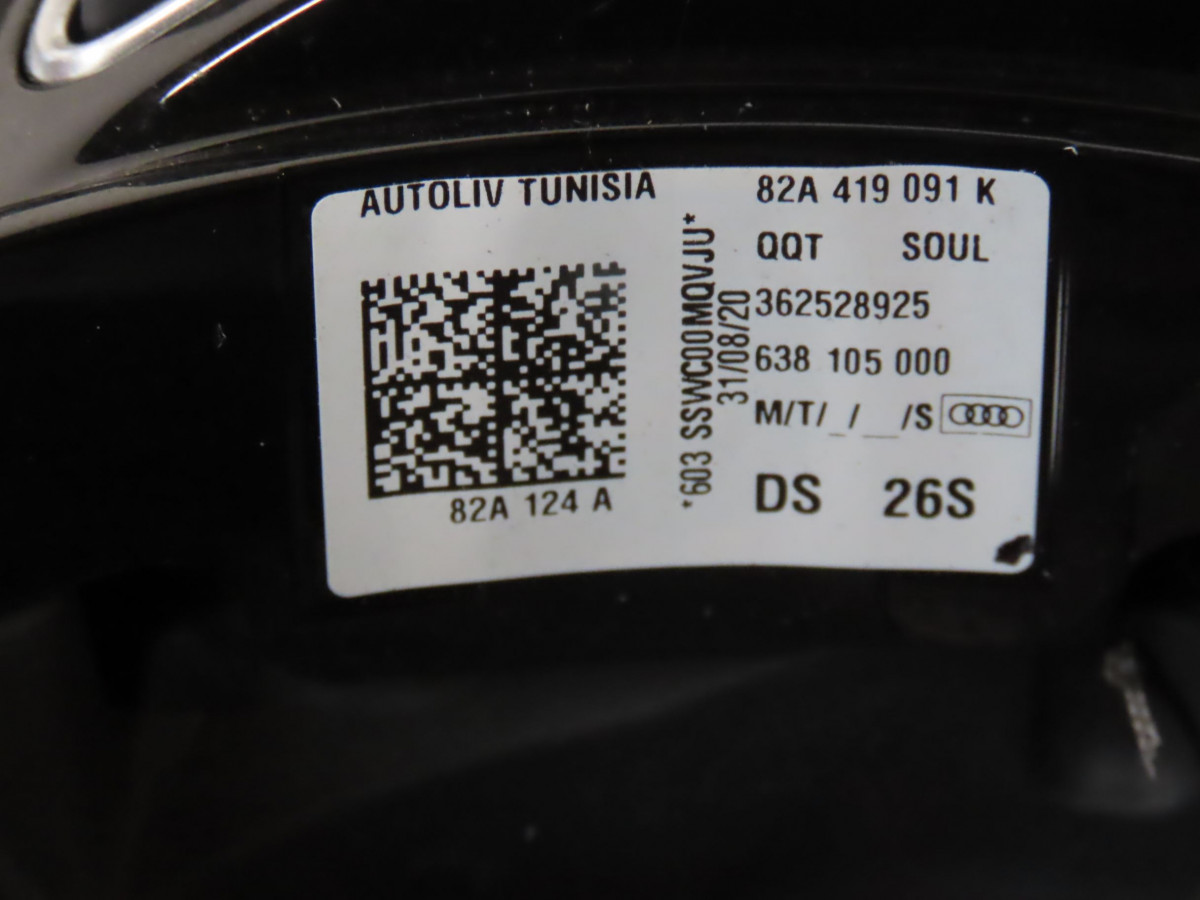 AUTOLIV TUNISIA
82A 124 A
*603 SSWC00MQVJU*
31/08/20
82A 419 091 K
QQT SOUL
362528925
638 105 000
M/T/_/__/S
DS 26S